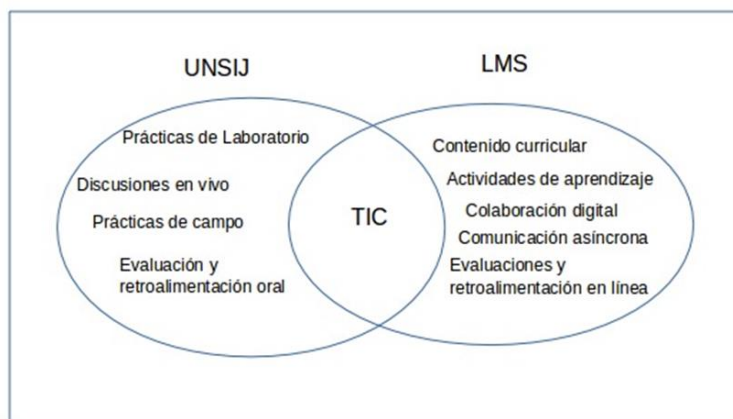 UNSIJ
LMS
Prácticas de Laboratorio
Discusiones en vivo
Prácticas de campo
Evaluación y
retroalimentación oral
TIC
Contenido curricular
Actividades de aprendizaje
Colaboración digital
Comunicación asíncrona
Evaluaciones y
retroalimentación en línea